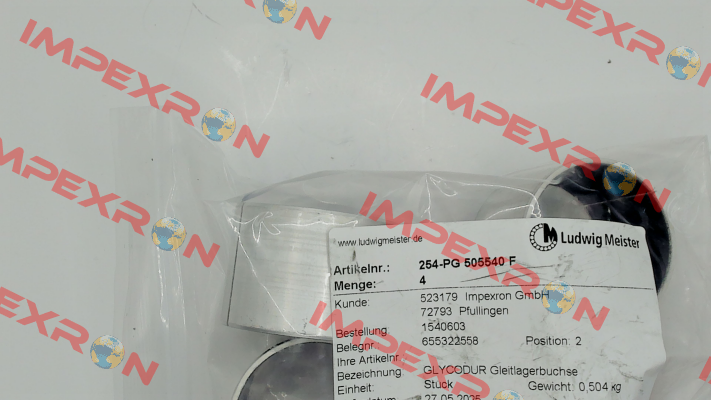 IMPEXRON
IMPEXRON
IMPEXRON
IMPEXRON
IMPEXRON
IMPEXRON
IMPEXRON
IMPEXRON
www.ludwigmeister.de
Ludwig Meister
Artikelnr.: 254-PG 505540 F
Menge: 4
Kunde: 523179 Impexron GmbH
72793 Pfullingen
Bestellung 1540603
Belegnr 655322558 Position: 2
Ihre Artikelnr.
Bezeichnung GLYCODUR Gleitlagerbuchse
Einheit: Stück Gewicht: 0,504 kg
27.05.2025